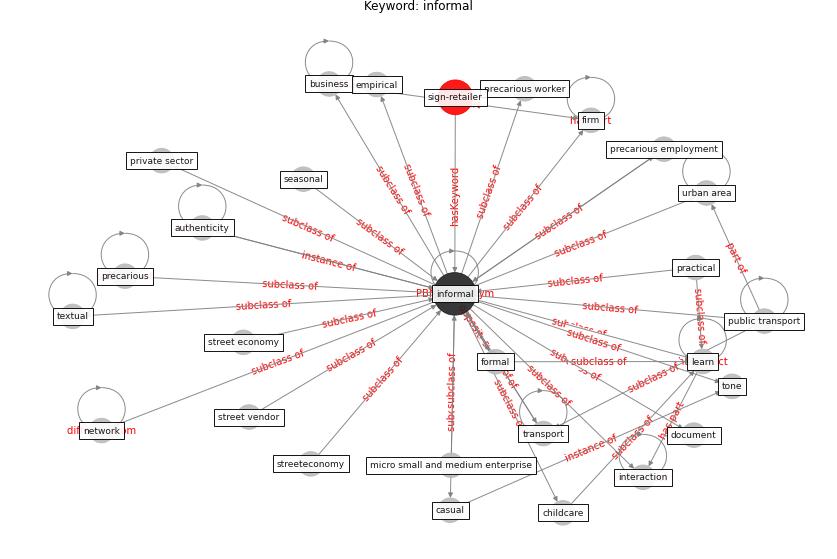 Keyword: informal
business
empirical
sign-retailer
precarious worker
firm
precarious employment
private sector
seasonal
urban area
authenticity
subclass of
subclass of
hasKeyword
subclass of
subclass of
subclass of
subclass of
subclass of
subclass of
instance of
part of
precarious
practical
subclass of
subclass of
textual
subclass of
informal
subclass of
public transport
street economy
subclass of
subclass of
subclass of
formal
subclass of
learn
subclass of
subclass of
subclass of
tone
network
street vendor
subclass of
subclass of
subclass of
has part
transport
document
streeteconomy
micro small and medium enterprise
instance of
subclass of
interaction
casual
childcare